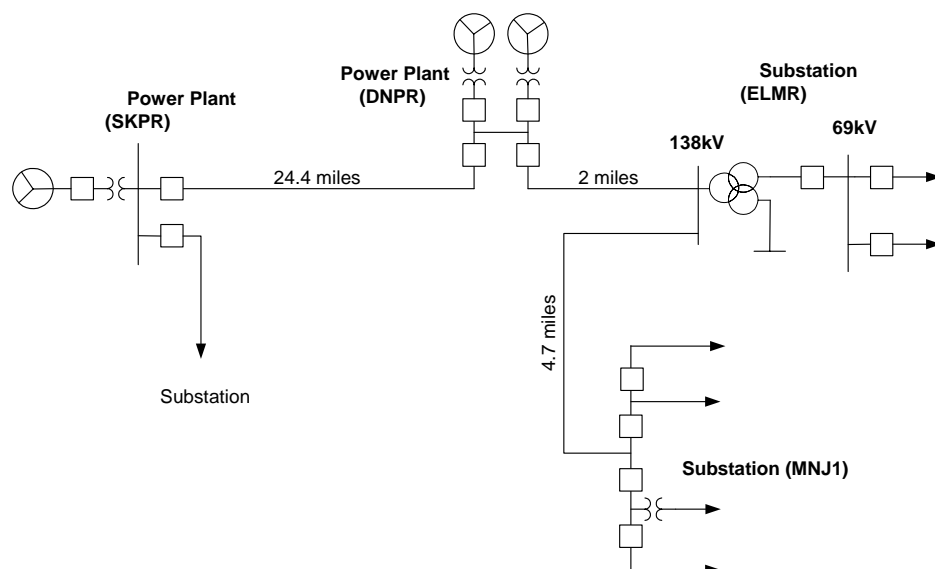 Power Plant
(DNPR)
Substation
(ELMR)
Power Plant
(SKPR)
138kV
69kV
24.4 miles
2 miles
4.7 miles
Substation
Substation (MNJ1)